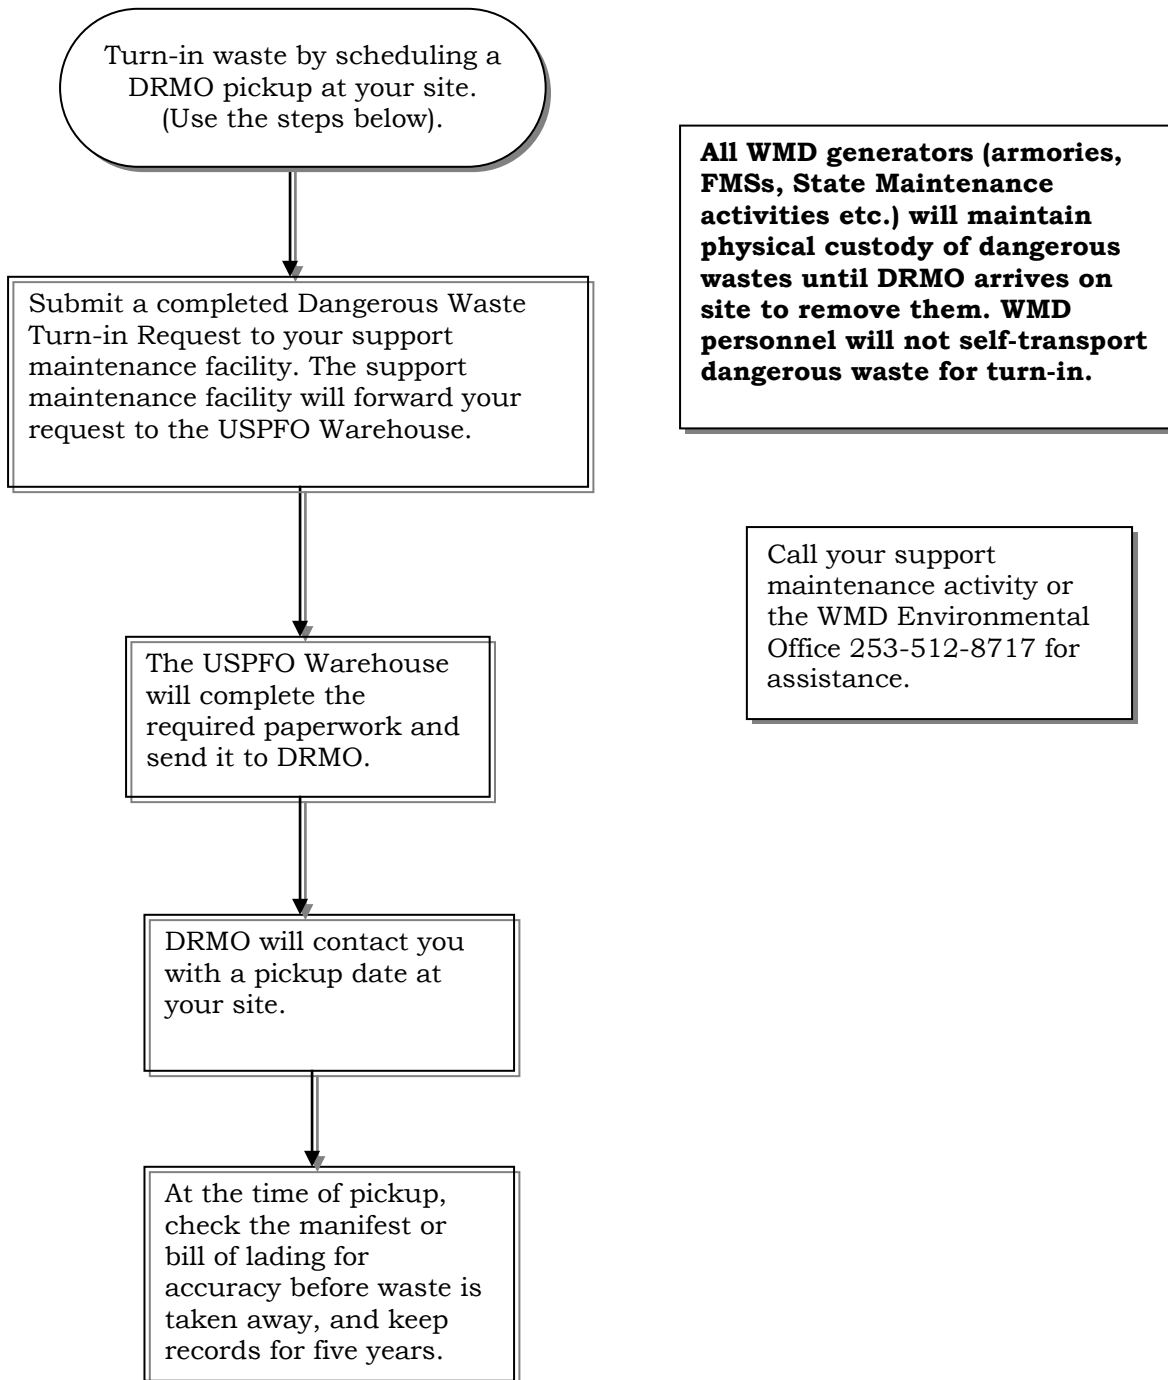 Turn-in waste by scheduling a
DRMO pickup at your site.
(Use the steps below).
All WMD generators (armories,
FMSs, State Maintenance
activities etc.) will maintain
physical custody of dangerous
wastes until DRMO arrives on
site to remove them. WMD
personnel will not self-transport
dangerous waste for turn-in.
Submit a completed Dangerous Waste
Turn-in Request to your support
maintenance facility. The support
maintenance facility will forward your
request to the USPFO Warehouse.
Call your support
maintenance activity or
the WMD Environmental
Office 253-512-8717 for
assistance.
The USPFO Warehouse
will complete the
required paperwork and
send it to DRMO.
DRMO will contact you
with a pickup date at
your site.
At the time of pickup,
check the manifest or
bill of lading for
accuracy before waste is
taken away, and keep
records for five years.